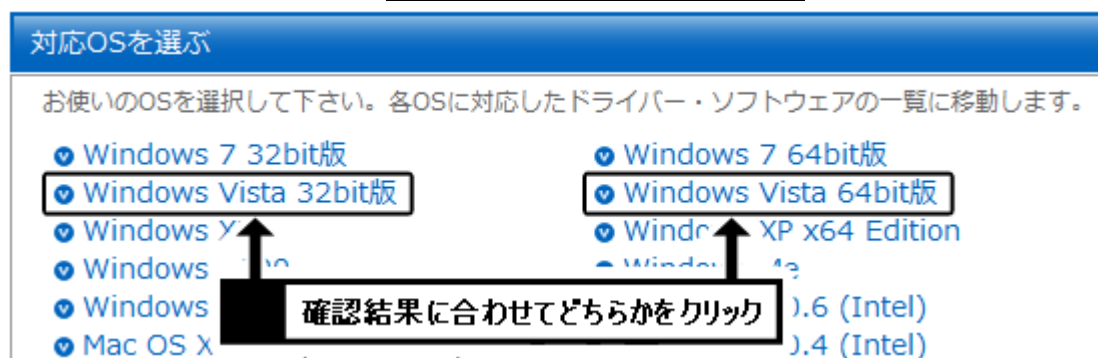 対応OSを選ぶ
お使いのOSを選択して下さい。各OSに対応したドライバー・ソフトウェアの一覧に移動します。
Windows 7 32bit版
Windows 7 64bit版
Windows Vista 32bit版
Windows Vista 64bit版
Windows
XP x64 Edition
Windows
Windows
確認結果に合わせてどちらかをクリック
.6 (Intel)
Mac OS X
.4 (Intel)